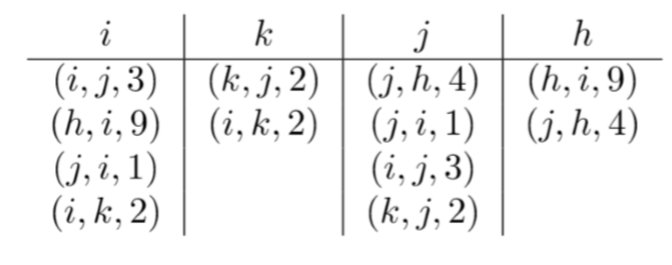 i k j h
(i, j, 3) (k, j, 2) (j, h, 4) (h, i, 9)
(h, i, 9) (i, k, 2) (j, i, 1) (j, h, 4)
(j, i, 1) (i, j, 3)
(i, k, 2) (k, j, 2)